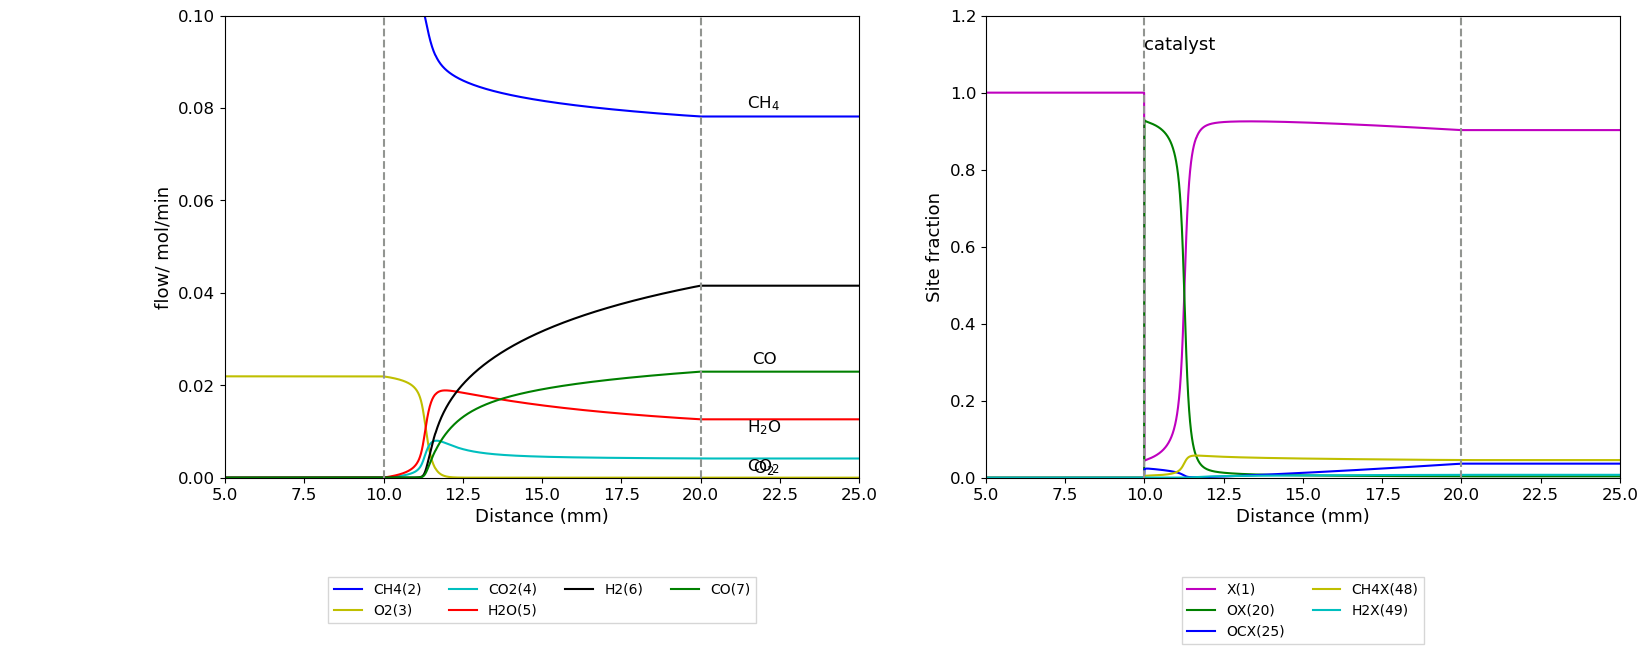 0.10
0.08
0.06
0.04
0.02
0.00
flow/ mol/min
CH4
CO
H2O
CO2
O2
5.0 7.5 10.0 12.5 15.0 17.5 20.0 22.5 25.0
Distance (mm)
CH4(2) CO2(4) H2(6) CO(7)
O2(3) H2O(5)
1.2
1.0
0.8
0.6
0.4
0.2
0.0
Site fraction
catalyst
5.0 7.5 10.0 12.5 15.0 17.5 20.0 22.5 25.0
Distance (mm)
X(1) CH4X(48)
OX(20) H2X(49)
OCX(25)